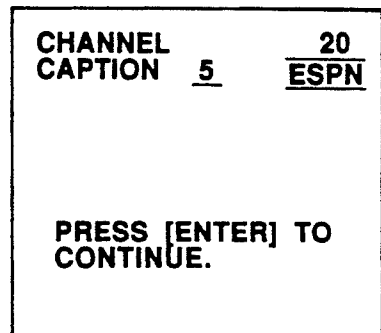 CHANNEL 20
CAPTION 5 ESPN
PRESS [ENTER] TO
CONTINUE.